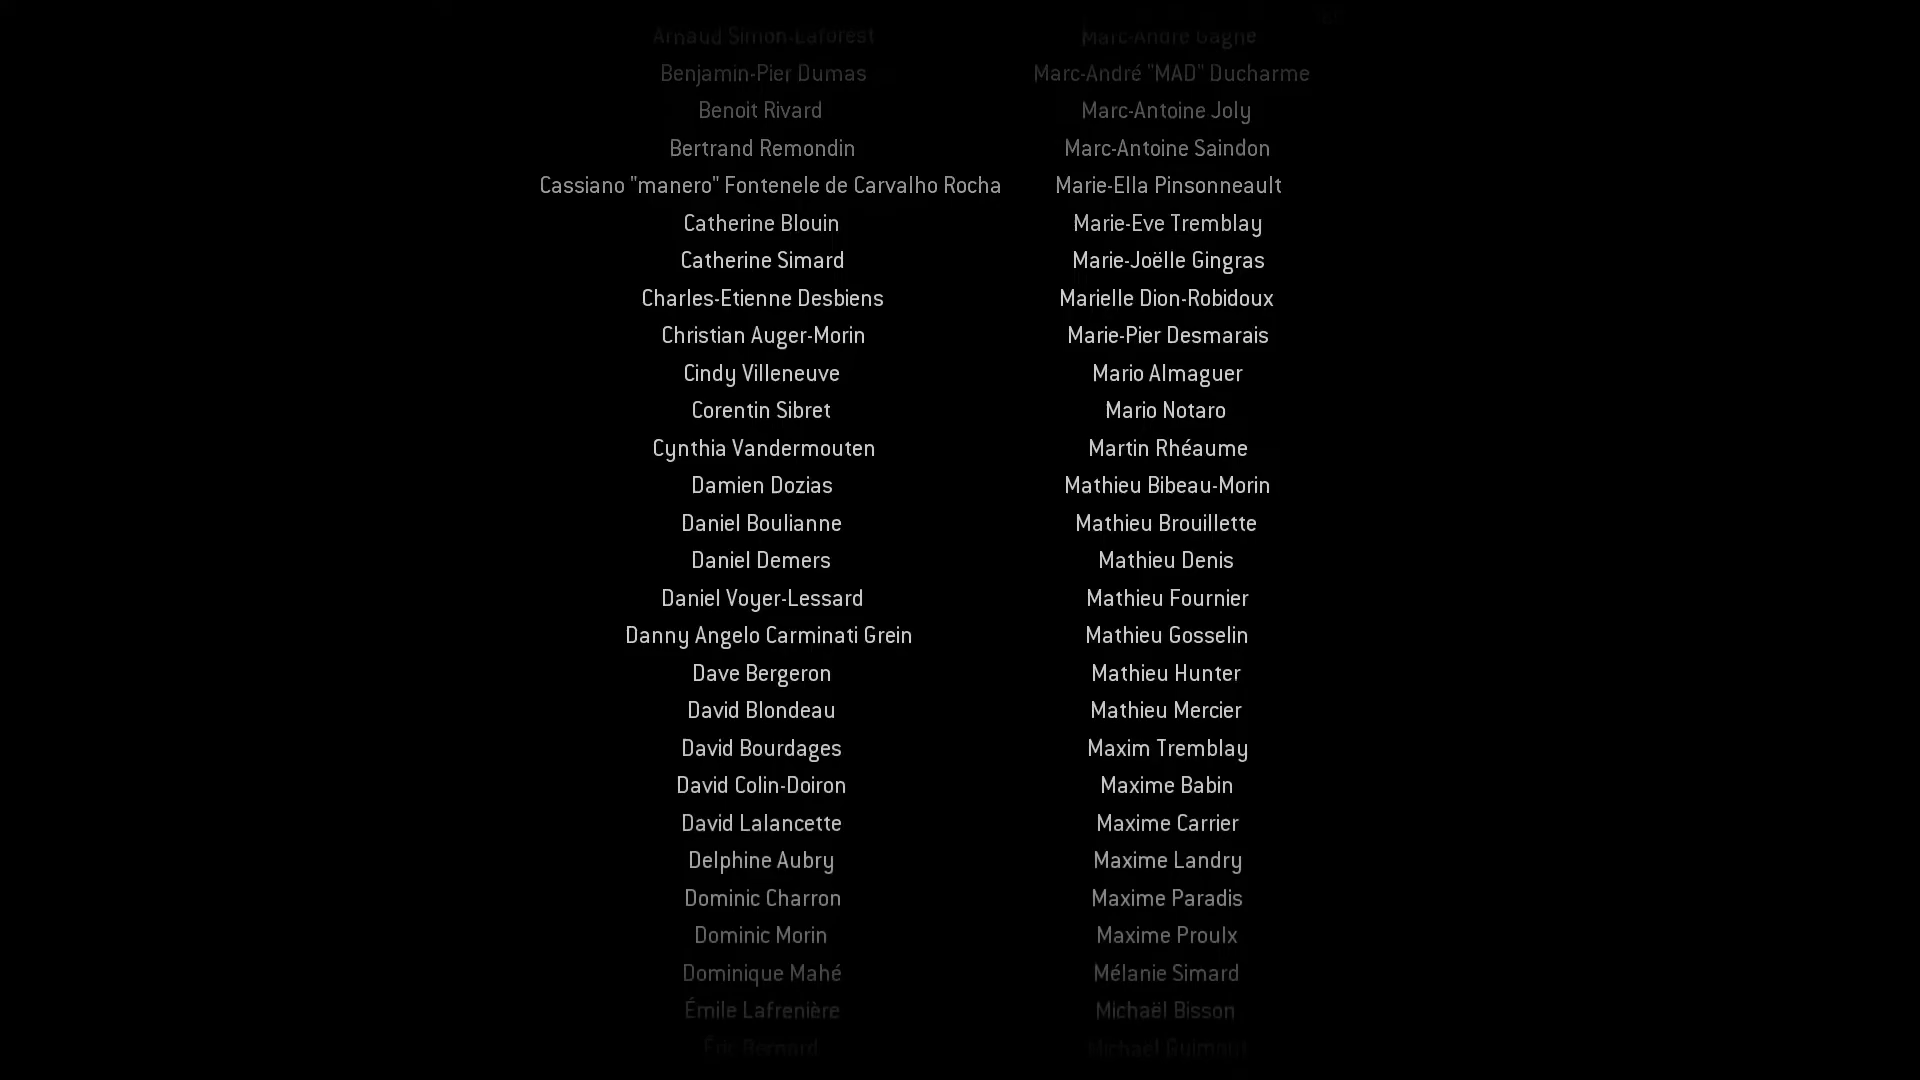 Arnaud Simon-Laforest
Benjamin-Pier Dumas
Benoit Rivard
Bertrand Remondin
Cassiano "manero" Fontenele de Carvalho Rocha
Catherine Blouin
Catherine Simard
Charles-Etienne Desbiens
Christian Auger-Morin
Cindy Villeneuve
Corentin Sibret
Cynthia Vandermouten
Damien Dozias
Daniel Boulianne
Daniel Demers
Daniel Voyer-Lessard
Danny Angelo Carminati Grein
Dave Bergeron
David Blondeau
David Bourdages
David Colin-Doiron
David Lalancette
Delphine Aubry
Dominic Charron
Dominic Morin
Dominique Mahé
Émile Lafrenière
Éric Bernard
Marc-André Gagné
Marc-André "MAD" Ducharme
Marc-Antoine Joly
Marc-Antoine Saindon
Marie-Ella Pinsonneault
Marie-Eve Tremblay
Marie-Joëlle Gingras
Marielle Dion-Robidoux
Marie-Pier Desmarais
Mario Almaguer
Mario Notaro
Martin Rhéaume
Mathieu Bibeau-Morin
Mathieu Brouillette
Mathieu Denis
Mathieu Fournier
Mathieu Gosselin
Mathieu Hunter
Mathieu Mercier
Maxim Tremblay
Maxime Babin
Maxime Carrier
Maxime Landry
Maxime Paradis
Maxime Proulx
Mélanie Simard
Michaël Bisson
Michael Guimont